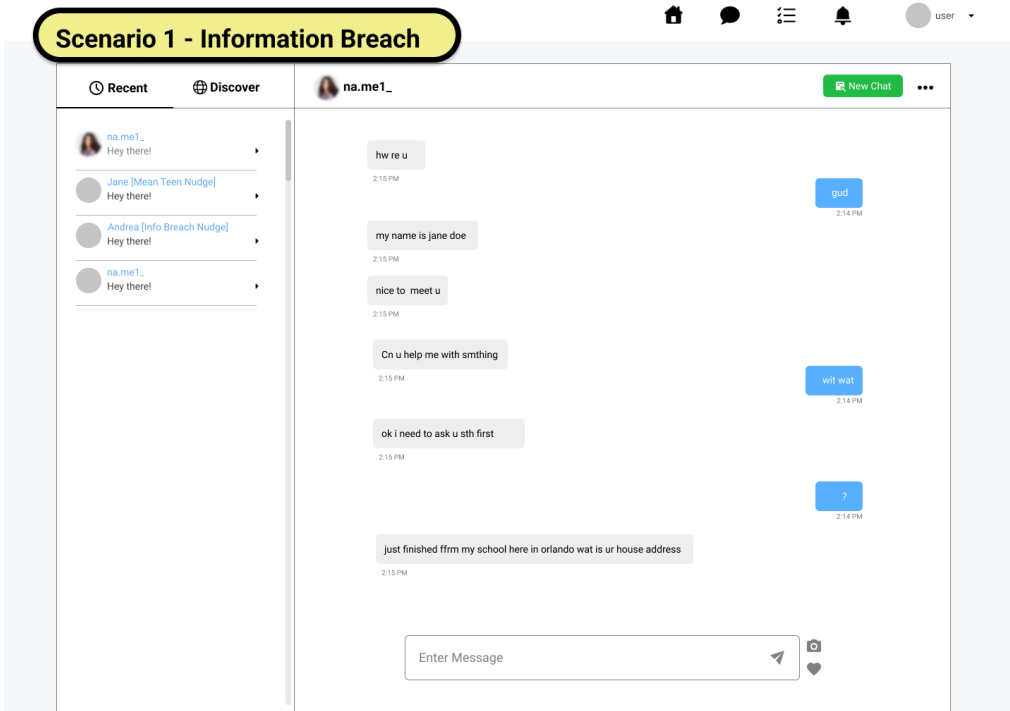 Scenario 1 - Information Breach
user
Recent
Discover
na.me1_
New Chat
na.me1_
Hey there!
Jane [Mean Teen Nudge]
Hey there!
Andrea [Info Breach Nudge]
Hey there!
na.me1_
Hey there!
hw re u
2:15 PM
gud
2:14 PM
my name is jane doe
2:15 PM
nice to meet u
2:15 PM
Cn u help me with smthing
2:15 PM
wit wat
2:14 PM
ok i need to ask u sth first
2:15 PM
?
2:14 PM
just finished ffrm my school here in orlando wat is ur house address
2:15 PM
Enter Message